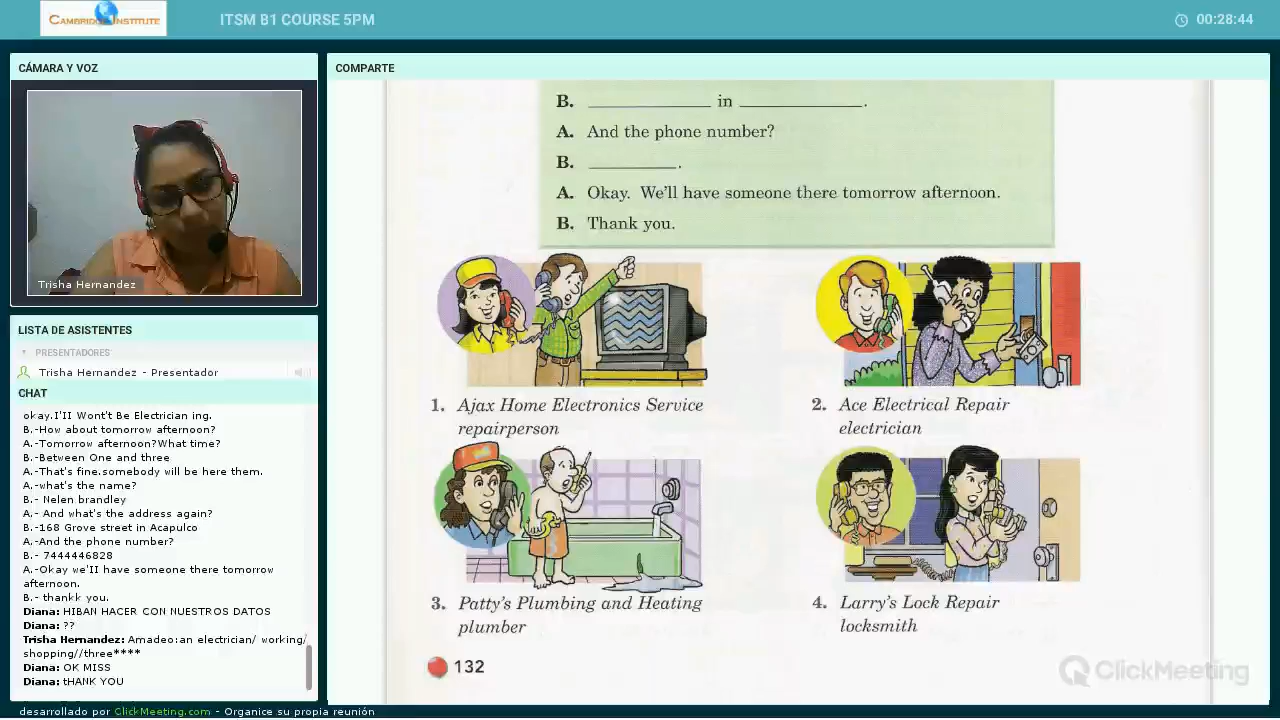 CAMBRIDGE INSTITUTE
ITSM B1 COURSE 5PM
00:28:44
CÁMARA Y VOZ
Trisha Hernandez
LISTA DE ASISTENTES
PRESENTADORES
Trisha Hernandez - Presentador
CHAT
okay.I'II Wont't Be Electrician ing.
B.-How about tomorrow afternoon?
A.-Tomorrow afternoon?What time?
B.-Between One and three
A.-That's fine.somebody will be here them.
A.-what's the name?
B.- Nelen brandley
A.- And what's the address again?
B.-168 Grove street in Acapulco
A.-And the phone number?
B.- 7444446828
A.-Okay we'II have someone there tomorrow
afternoon.
B.- thankk you.
Diana: HIBAN HACER CON NUESTROS DATOS
Diana: ??
Trisha Hernandez: Amadeo:an electrician/ working/
shopping//three****
Diana: OK MISS
Diana: tHANK YOU
COMPARTE
B. ____________ in ____________.
A. And the phone number?
B. _________.
A. Okay. We'll have someone there tomorrow afternoon.
B. Thank you.
1. Ajax Home Electronics Service
repairperson
2. Ace Electrical Repair
electrician
3. Patty's Plumbing and Heating
plumber
4. Larry's Lock Repair
locksmith
132
ClickMeeting
desarrollado por ClickMeeting.com - Organice su propia reunión